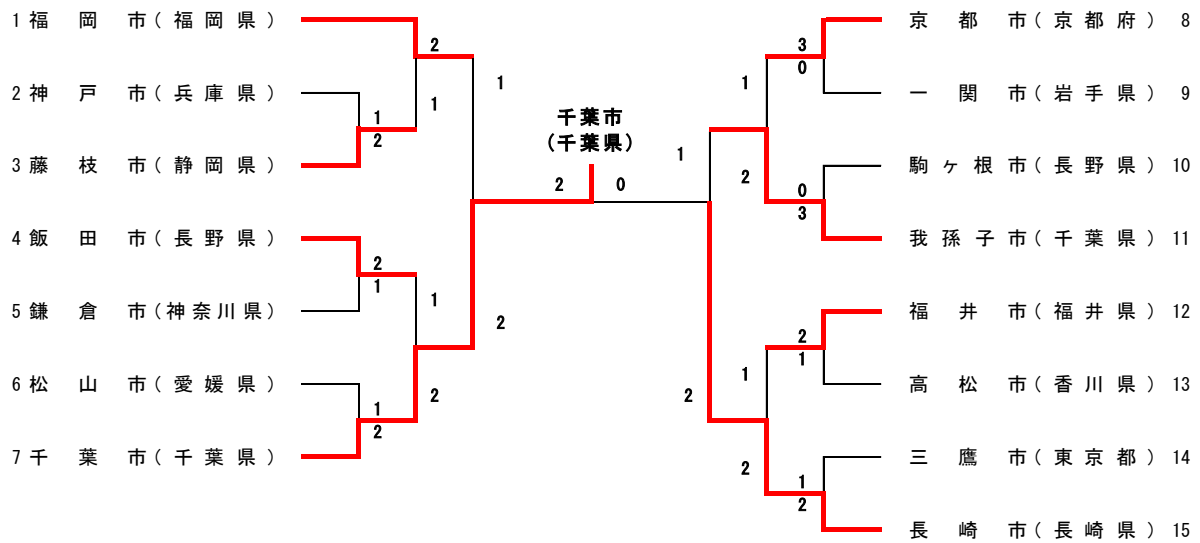 1 福岡市(福岡県)
2 神戸市(兵庫県)
3 藤枝市(静岡県)
4 飯田市(長野県)
5 鎌倉市(神奈川県)
6 松山市(愛媛県)
7 千葉市(千葉県)
2
1
1
2
1
2
1
1
2
1
2
2
千葉市
(千葉県)
2 0
1
2
1
2
1
2
3
0
0
3
2
1
1
2
京都市(京都府) 8
一関市(岩手県) 9
駒ヶ根市(長野県) 10
我孫子市(千葉県) 11
福井市(福井県) 12
高松市(香川県) 13
三鷹市(東京都) 14
長崎市(長崎県) 15